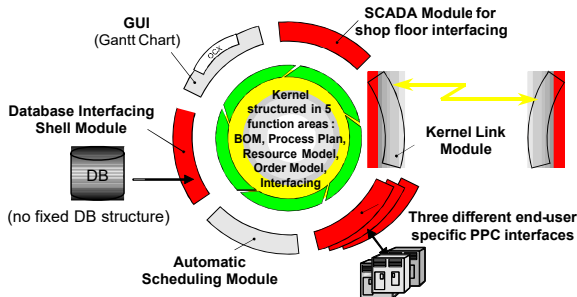 GUI
(Gantt Chart)
OCX
SCADA Module for
shop floor interfacing
Database Interfacing
Shell Module
DB
(no fixed DB structure)
Kernel
structured in 5
function areas :
BOM, Process Plan,
Resource Model,
Order Model,
Interfacing
Kernel Link
Module
Automatic
Scheduling Module
Three different end-user
specific PPC interfaces